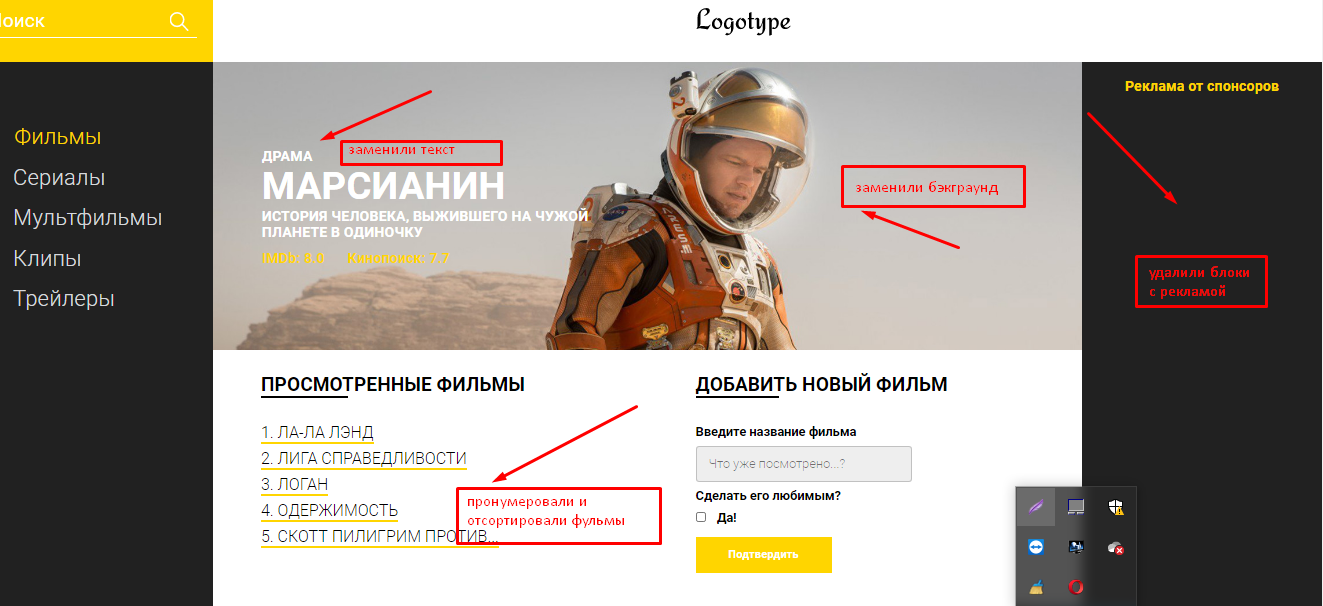 оиск
Logotype
Реклама от спонсоров
Фильмы
Сериалы
Мультфильмы
Клипы
Трейлеры
ДРАМА
заменили текст
МАРСИАНИН
ИСТОРИЯ ЧЕЛОВЕКА, ВЫЖИВШЕГО НА ЧУЖОЙ
ПЛАНЕТЕ В ОДИНОЧКУ
IMDb: 8.0 Кинопоиск: 7.7
заменили бэкграунд
удалили блоки
с рекламой
ПРОСМОТРЕННЫЕ ФИЛЬМЫ
1. ЛА-ЛА ЛЭНД
2. ЛИГА СПРАВЕДЛИВОСТИ
3. ЛОГАН
4. ОДЕРЖИМОСТЬ
5. СКОТТ ПИЛИГРИМ ПРОТИВ...
пронумеровали и
отсортировали фульмы
ДОБАВИТЬ НОВЫЙ ФИЛЬМ
Введите название фильма
Что уже посмотрено...?
Сделать его любимым?
Да!
Подтвердить